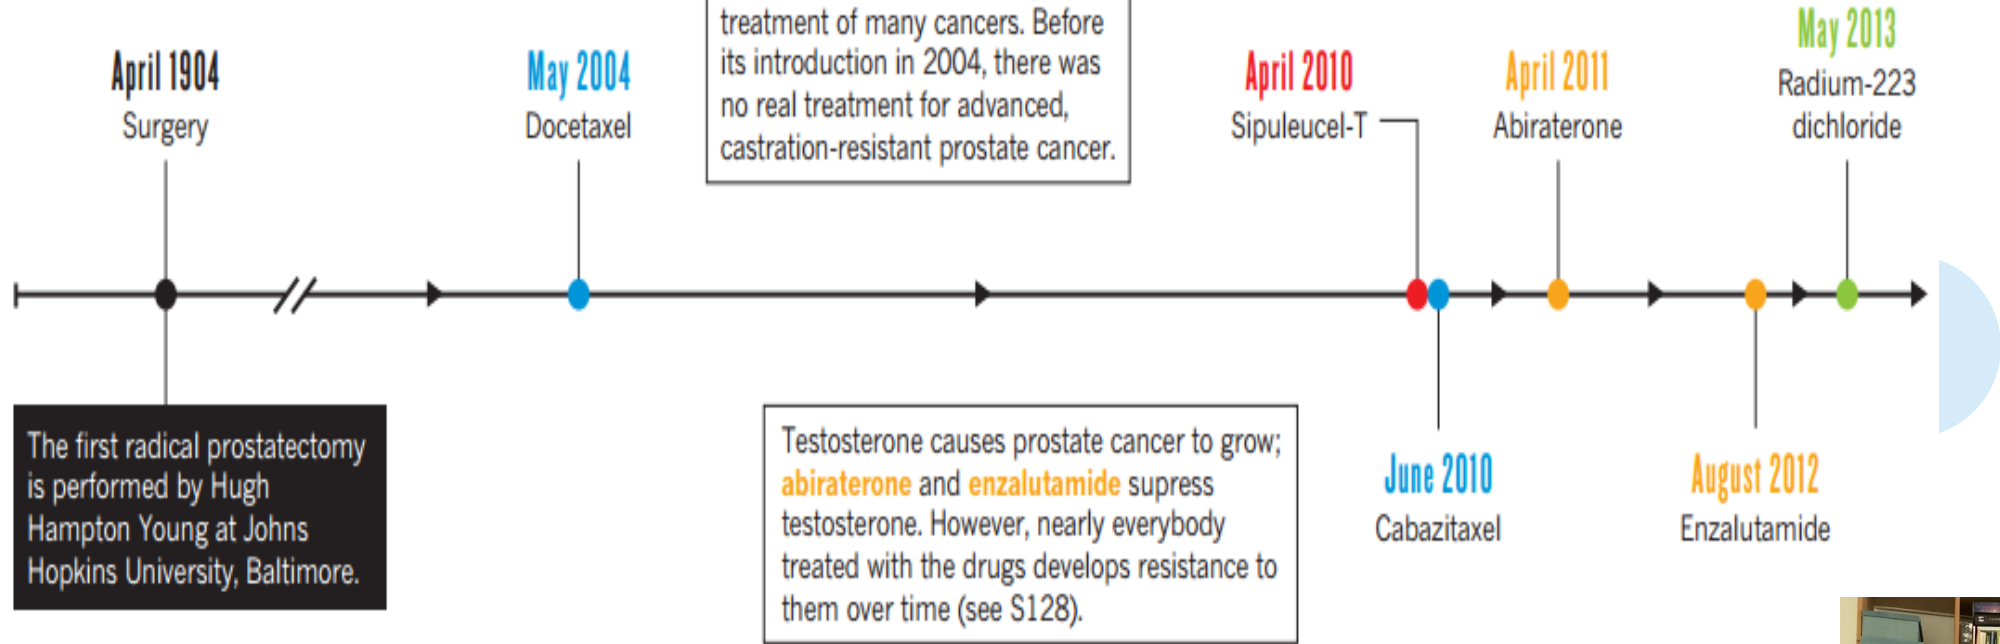 treatment of many cancers. Before
its introduction in 2004, there was
no real treatment for advanced,
castration-resistant prostate cancer.
April 1904
Surgery
May 2004
Docetaxel
April 2010
Sipuleucel-T
April 2011
Abiraterone
May 2013
Radium-223
dichloride
The first radical prostatectomy
is performed by Hugh
Hampton Young at Johns
Hopkins University, Baltimore.
Testosterone causes prostate cancer to grow;
abiraterone and enzalutamide supress
testosterone. However, nearly everybody
treated with the drugs develops resistance to
them over time (see S128).
June 2010
Cabazitaxel
August 2012
Enzalutamide